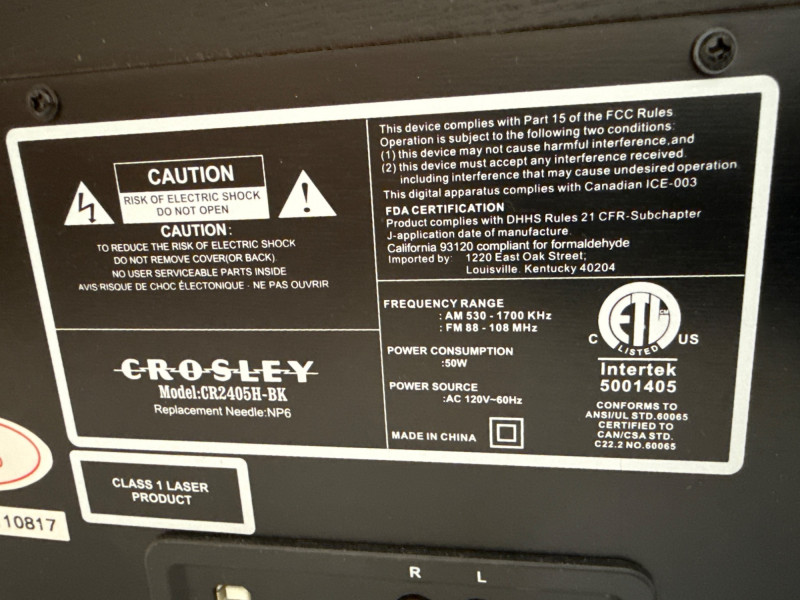 CAUTION
RISK OF ELECTRIC SHOCK
DO NOT OPEN
CAUTION:
TO REDUCE THE RISK OF ELECTRIC SHOCK
DO NOT REMOVE COVER(OR BACK)
NO USER SERVICEABLE PARTS INSIDE
AVIS RISQUE DE CHOC ÉLECTONIQUE · NE PAS OUVRIR
CROSLEY
Model:CR2405H-BK
Replacement Needle:NP6
This device complies with Part 15 of the FCC Rules
Operation is subject to the following two conditions:
(1) this device may not cause harmful interference,and
(2) this device must accept any interference received
including interference that may cause undesired operation
This digital apparatus complies with Canadian ICE-003
FDA CERTIFICATION
Product complies with DHHS Rules 21 CFR-Subchapter
J-application date of manufacture.
California 93120 compliant for formaldehyde
Imported by: 1220 East Oak Street;
Louisville, Kentucky 40204
FREQUENCY RANGE
: AM 530 - 1700 KHz
: FM 88 - 108 MHz
POWER CONSUMPTION
:50W
POWER SOURCE
:AC 120V~60Hz
MADE IN CHINA
ETL CM
C LISTED US
Intertek
5001405
CONFORMS TO
ANSI/UL STD.60065
CERTIFIED TO
CAN/CSA STD.
C22.2 NO.60065
CLASS 1 LASER
PRODUCT
10817
R L